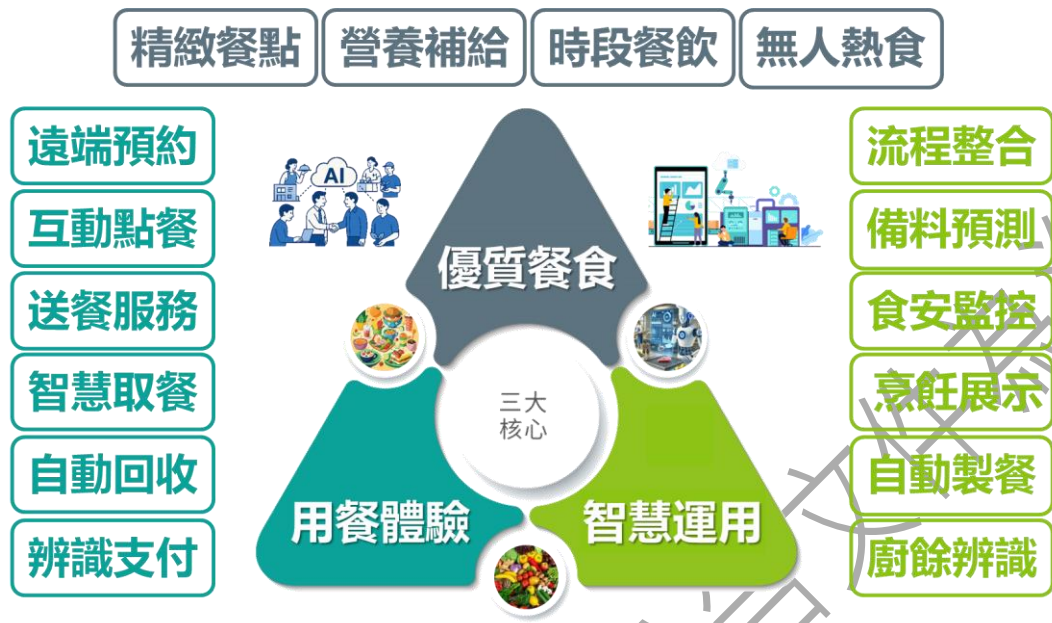 精緻餐點 營養補給 時段餐飲 無人熱食
遠端預約
互動點餐
送餐服務
智慧取餐
自動回收
辨識支付
AI
優質餐食
三大
核心
用餐體驗
智慧運用
流程整合
備料預測
食安監控
烹飪展示
自動製餐
廚餘辨識
文件